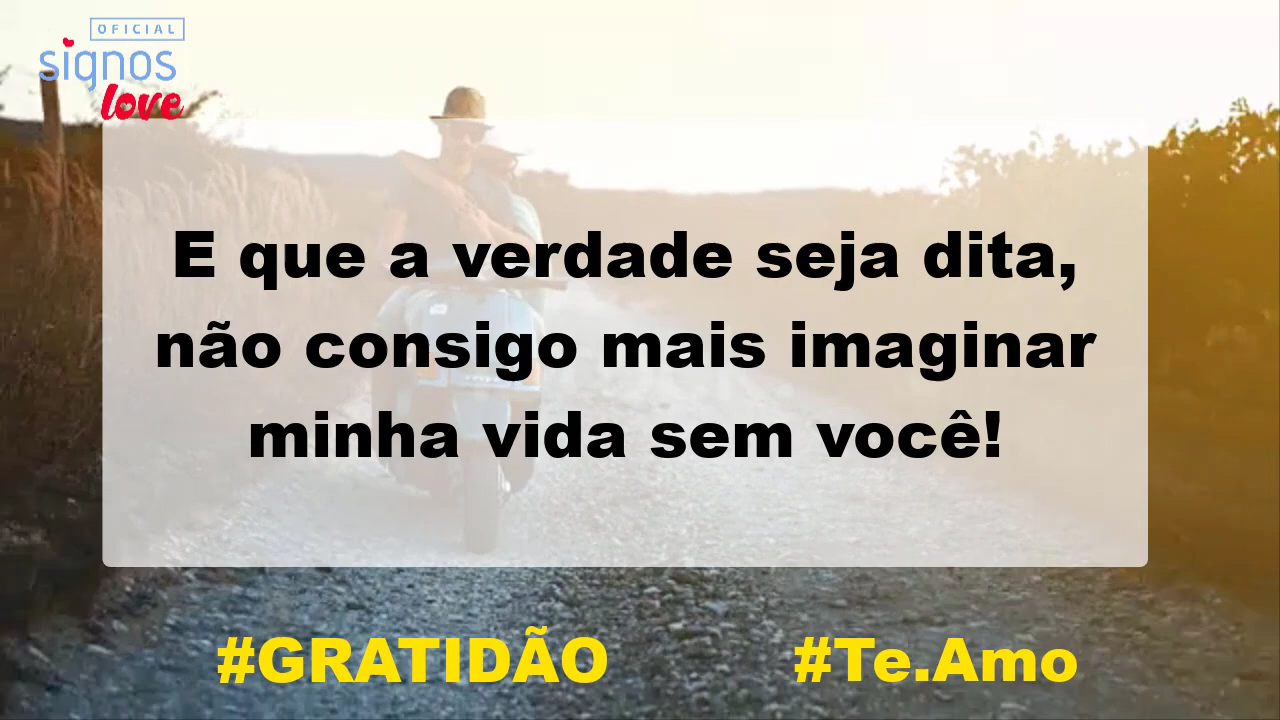 OFICIAL
signos
love
E que a verdade seja dita,
não consigo mais imaginar
minha vida sem você!
#GRATIDÃO #Te.Amo